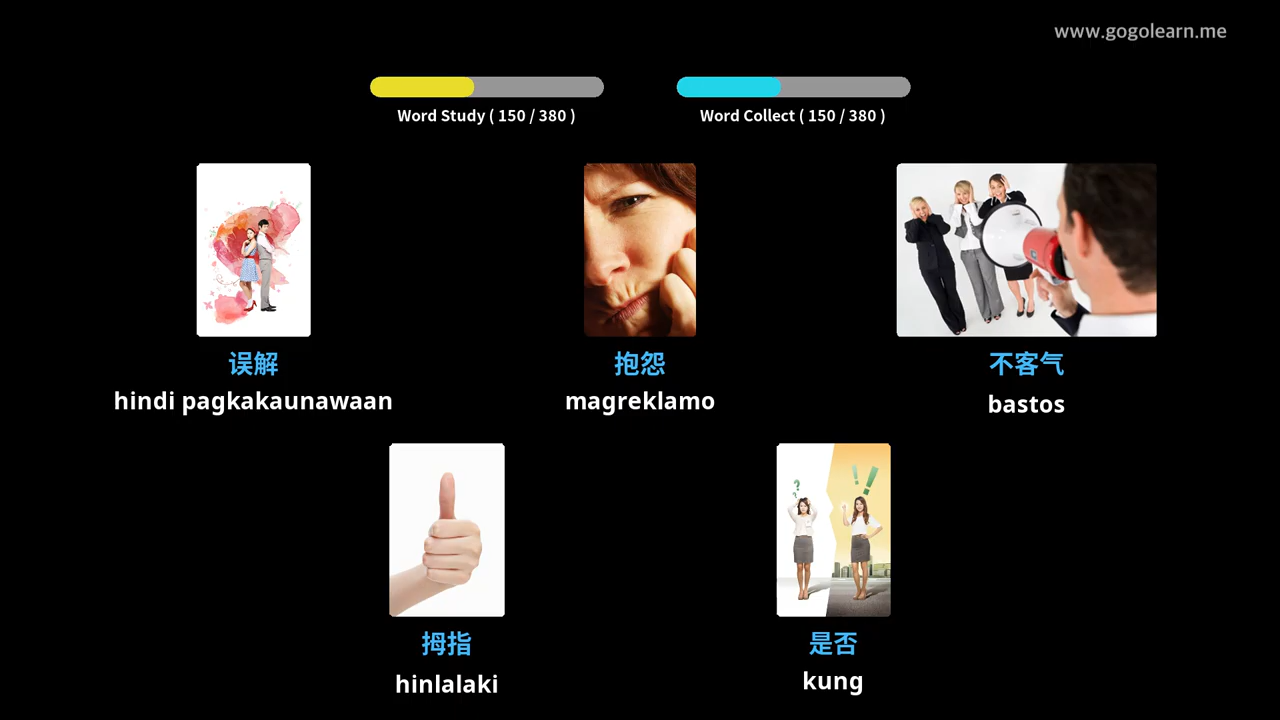 www.gogolearn.me
Word Study ( 150 / 380 )
Word Collect ( 150 / 380 )
误解
hindi pagkakaunawaan
抱怨
magreklamo
不客气
bastos
拇指
hinlalaki
是否
kung